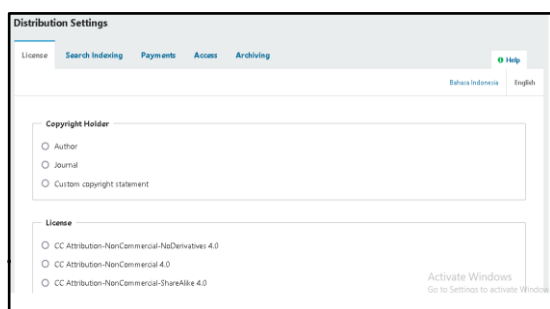 Distribution Settings
License Search Indexing Payments Access Archiving
Help
Bahasa Indonesia English
Copyright Holder
Author
Journal
Custom copyright statement
License
CC Attribution-NonCommercial-NoDerivatives 4.0
CC Attribution-NonCommercial 4.0
CC Attribution-NonCommercial-ShareAlike 4.0
Activate Windows
Go to Settings to activate Window